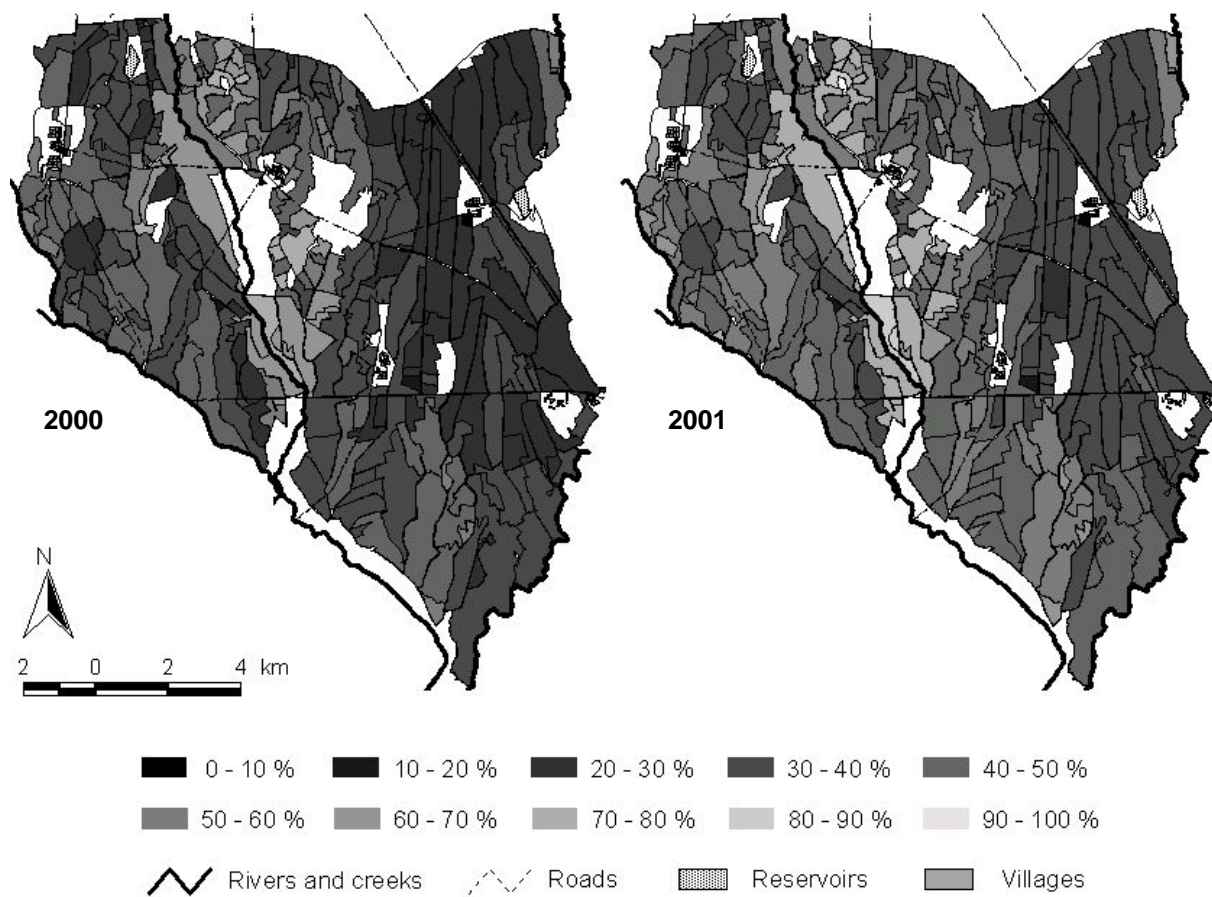 2000
2001
N
2 0 2 4 km
0 - 10 % 10 - 20 % 20 - 30 % 30 - 40 % 40 - 50 %
50 - 60 % 60 - 70 % 70 - 80 % 80 - 90 % 90 - 100 %
Rivers and creeks Roads Reservoirs Villages